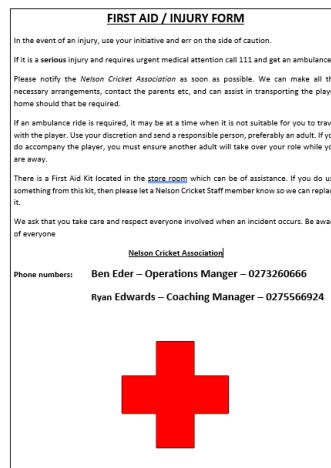 FIRST AID / INJURY FORM
In the event of an injury, use your initiative and err on the side of caution.
If it is a serious injury and requires urgent medical attention call 111 and get an ambulance
Please notify the Nelson Cricket Association as soon as possible. We can make all th
necessary arrangements, contact the parents etc, and can assist in transporting the playe
home should that be required.
If an ambulance ride is required, it may be at a time when it is not suitable for you to trav
with the player. Use your discretion and send a responsible person, preferably an adult. If yo
do accompany the player, you must ensure another adult will take over your role while yo
are away.
There is a First Aid Kit located in the store room which can be of assistance. If you do us
something from this kit, then please let a Nelson Cricket Staff member know so we can replac
it.
We ask that you take care and respect everyone involved when an incident occurs. Be awar
of everyone
Nelson Cricket Association
Phone numbers: Ben Eder – Operations Manger – 0273260666
Ryan Edwards – Coaching Manager – 0275566924